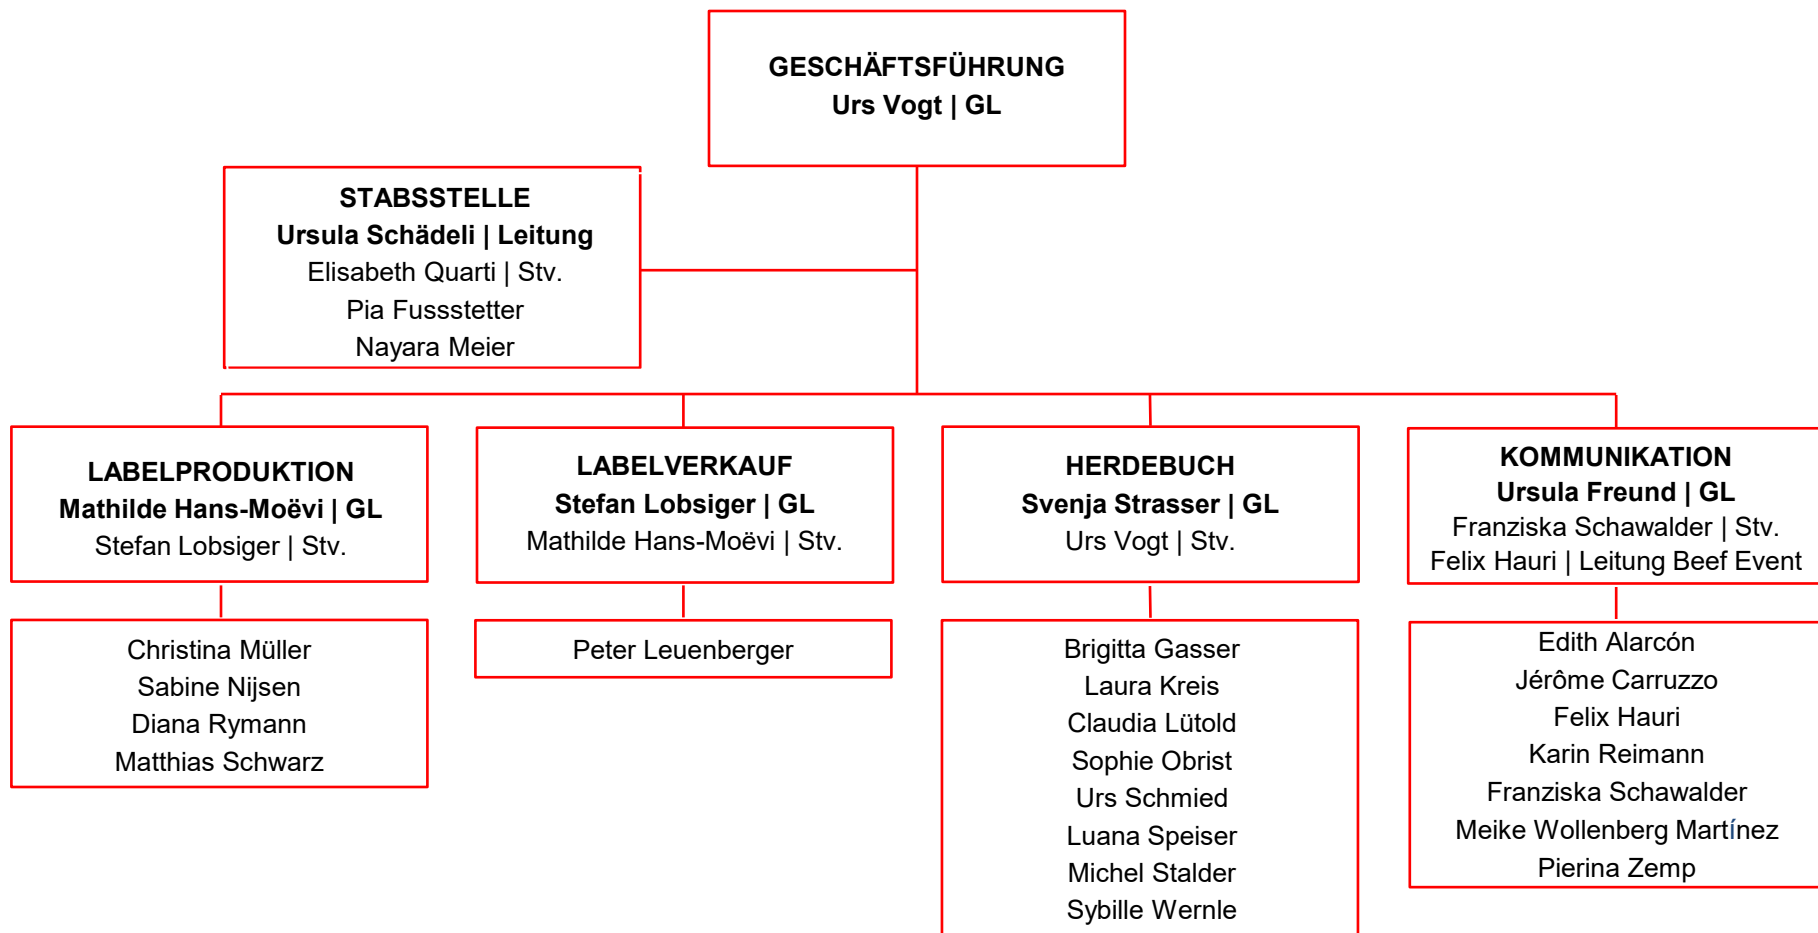 GESCHÄFTSFÜHRUNG
Urs Vogt | GL
STABSSTELLE
Ursula Schädeli | Leitung
Elisabeth Quarti | Stv.
Pia Fussstetter
Nayara Meier
LABELPRODUKTION
Mathilde Hans-Moëvi | GL
Stefan Lobsiger | Stv.
Christina Müller
Sabine Nijsen
Diana Rymann
Matthias Schwarz
LABELVERKAUF
Stefan Lobsiger | GL
Mathilde Hans-Moëvi | Stv.
Peter Leuenberger
HERDEBUCH
Svenja Strasser | GL
Urs Vogt | Stv.
Brigitta Gasser
Laura Kreis
Claudia Lütold
Sophie Obrist
Urs Schmied
Luana Speiser
Michel Stalder
Sybille Wernle
KOMMUNIKATION
Ursula Freund | GL
Franziska Schawalder | Stv.
Felix Hauri | Leitung Beef Event
Edith Alarcón
Jérôme Carruzzo
Felix Hauri
Karin Reimann
Franziska Schawalder
Meike Wollenberg Martínez
Pierina Zemp